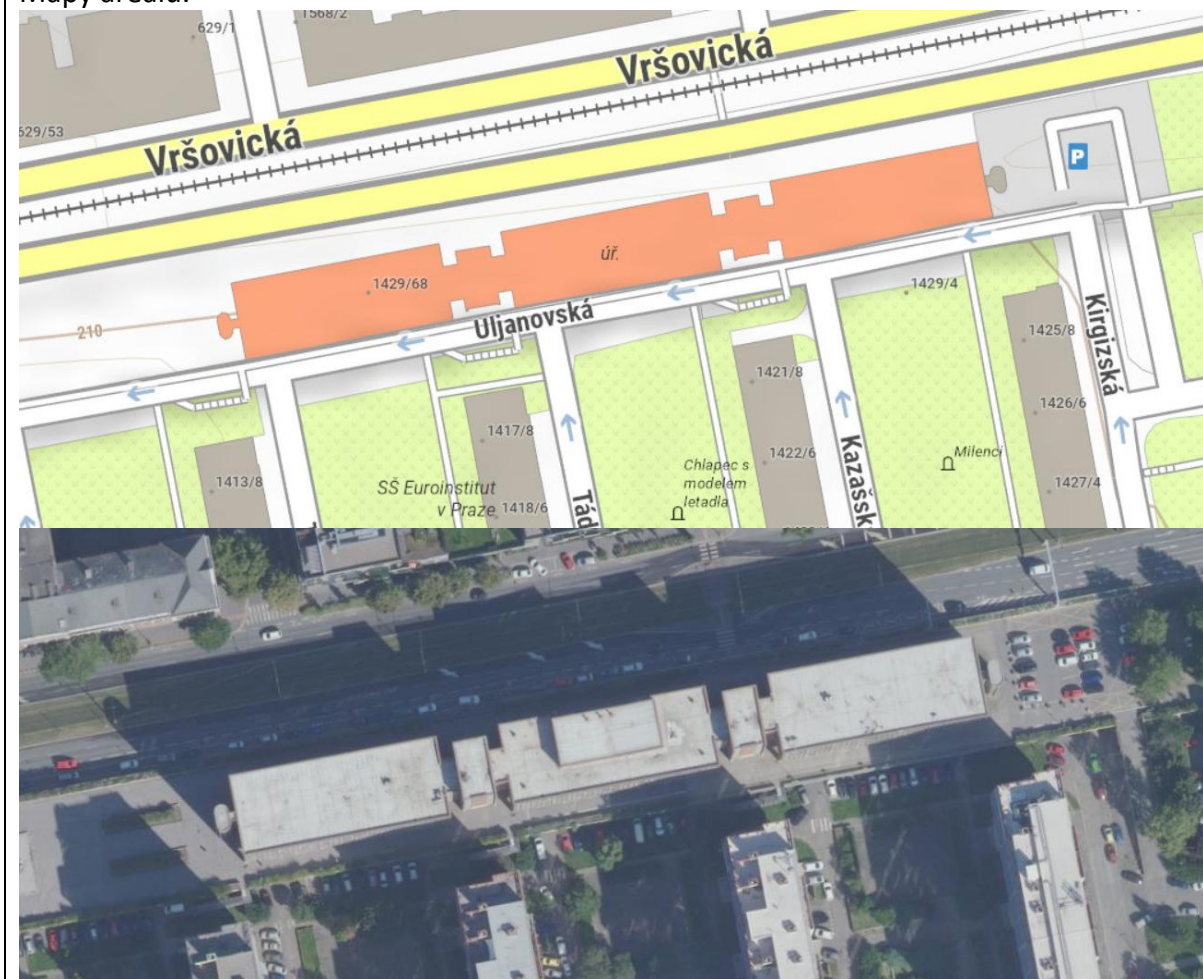 Mapy areálu:
629/1
1568/2
Vršovická
629/53
Vršovická
P
úř.
1429/68
210
Uljanovská
1429/4
Kirgizská
1425/8
1421/8
1426/6
1417/8
Kazašsk
1422/6
Milenci
1413/8
SŠ Euroinstitut
v Praze
1418/6
Tád
Chlapec s
modelem
letadla
1427/4